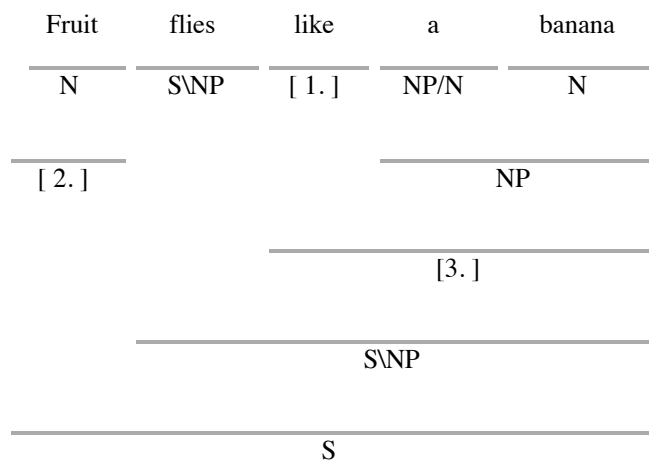 Fruit flies like a banana
N S\NP [ 1. ] NP/N N
[ 2. ] NP
[3. ]
S\NP
S